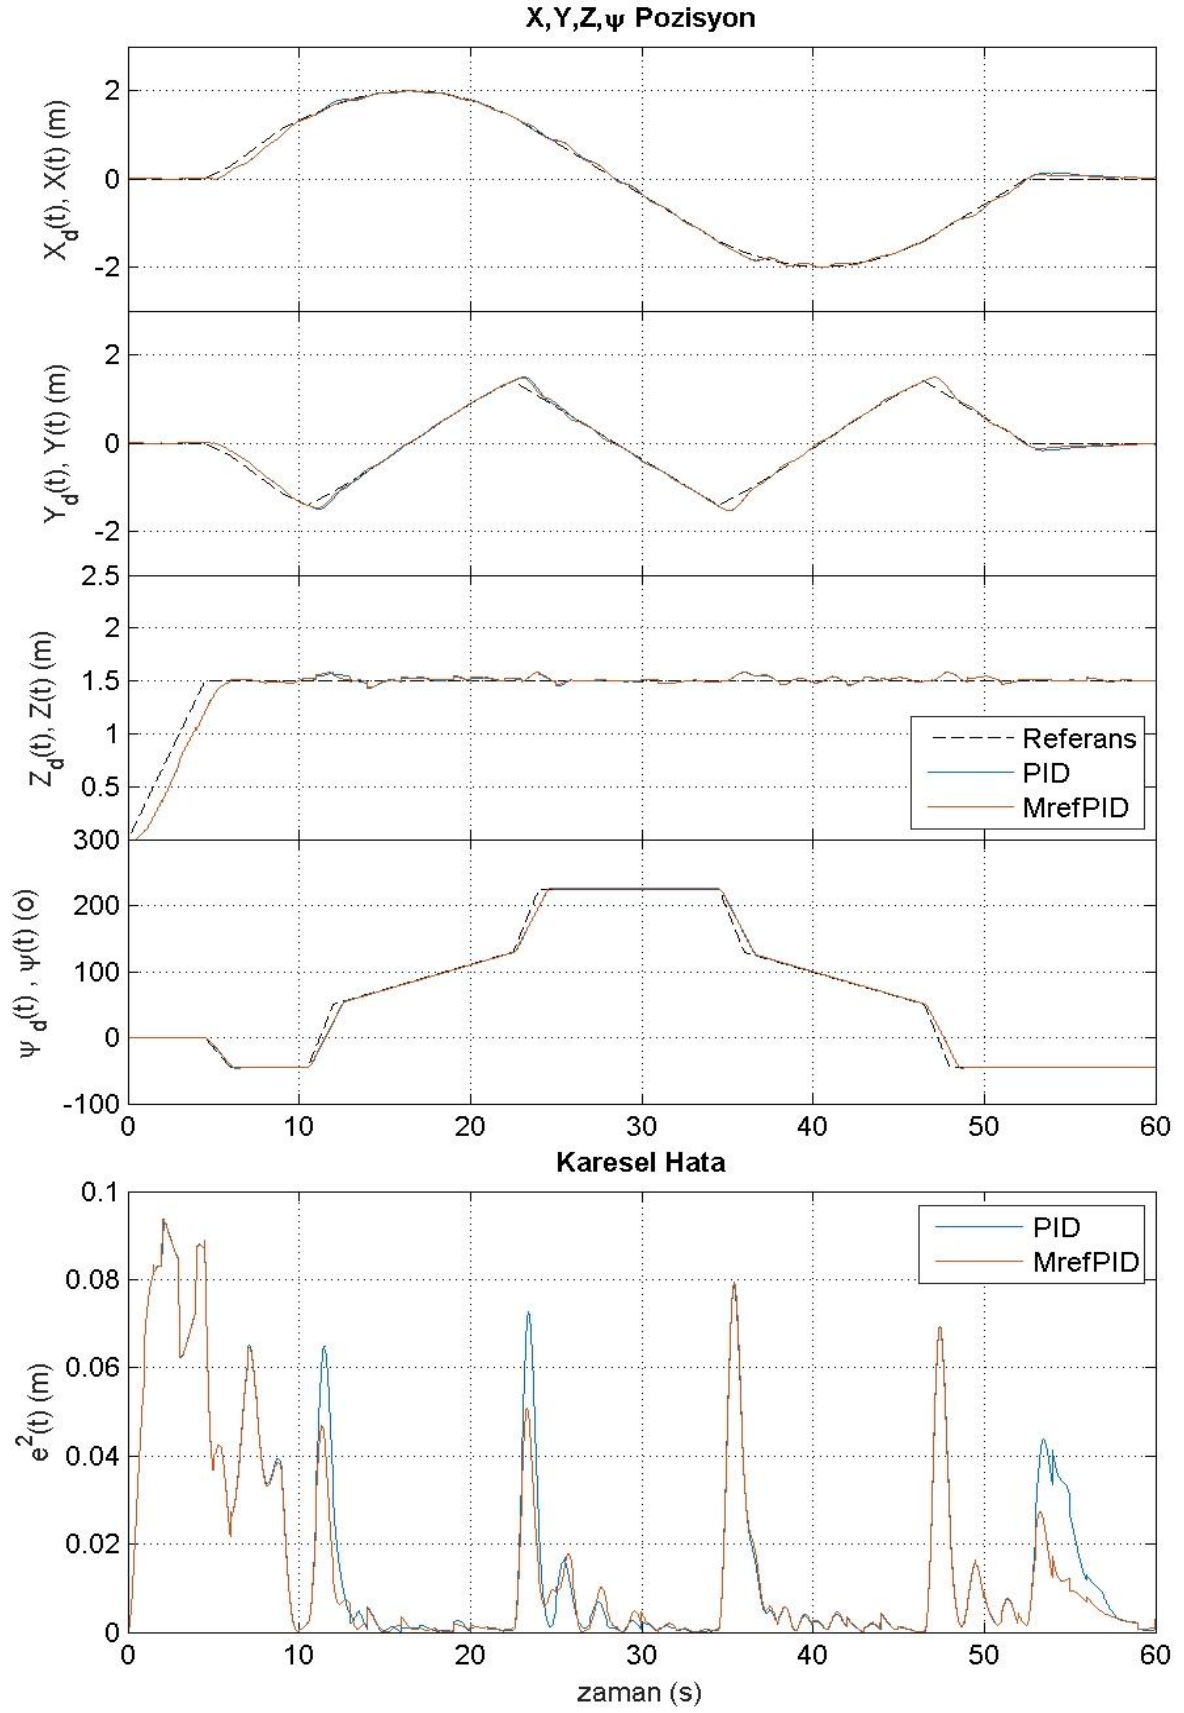 X,Y,Z,ψ Pozisyon
X_d(t), X(t) (m)
2
0
-2
Y_d(t), Y(t) (m)
2
0
-2
Z_d(t), Z(t) (m)
2.5
2
1.5
1
0.5
Referans
PID
MrefPID
ψ_d(t) , ψ(t) (o)
300
200
100
0
-100
0 10 20 30 40 50 60
Karesel Hata
e²(t) (m)
0.1
0.08
0.06
0.04
0.02
0
PID
MrefPID
0 10 20 30 40 50 60
zaman (s)